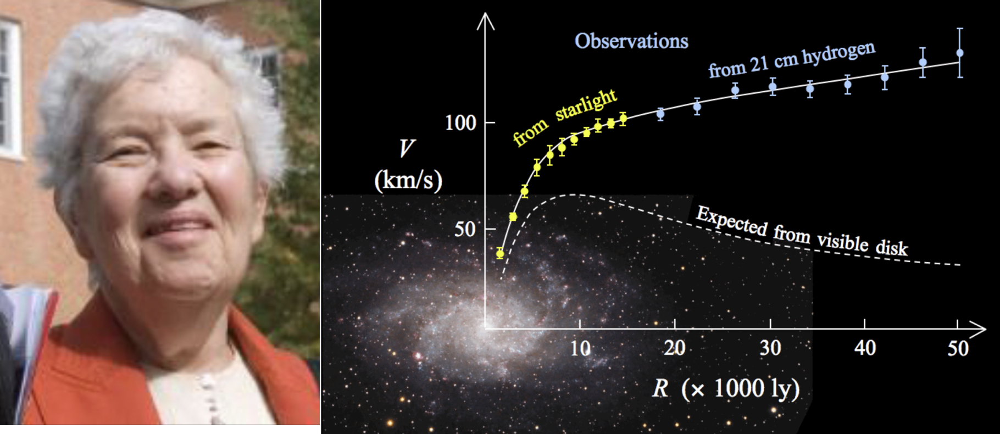 Observations
from 21 cm hydrogen
from starlight
100
V
(km/s)
50
Expected from visible disk
10 20 30 40 50
R (× 1000 ly)